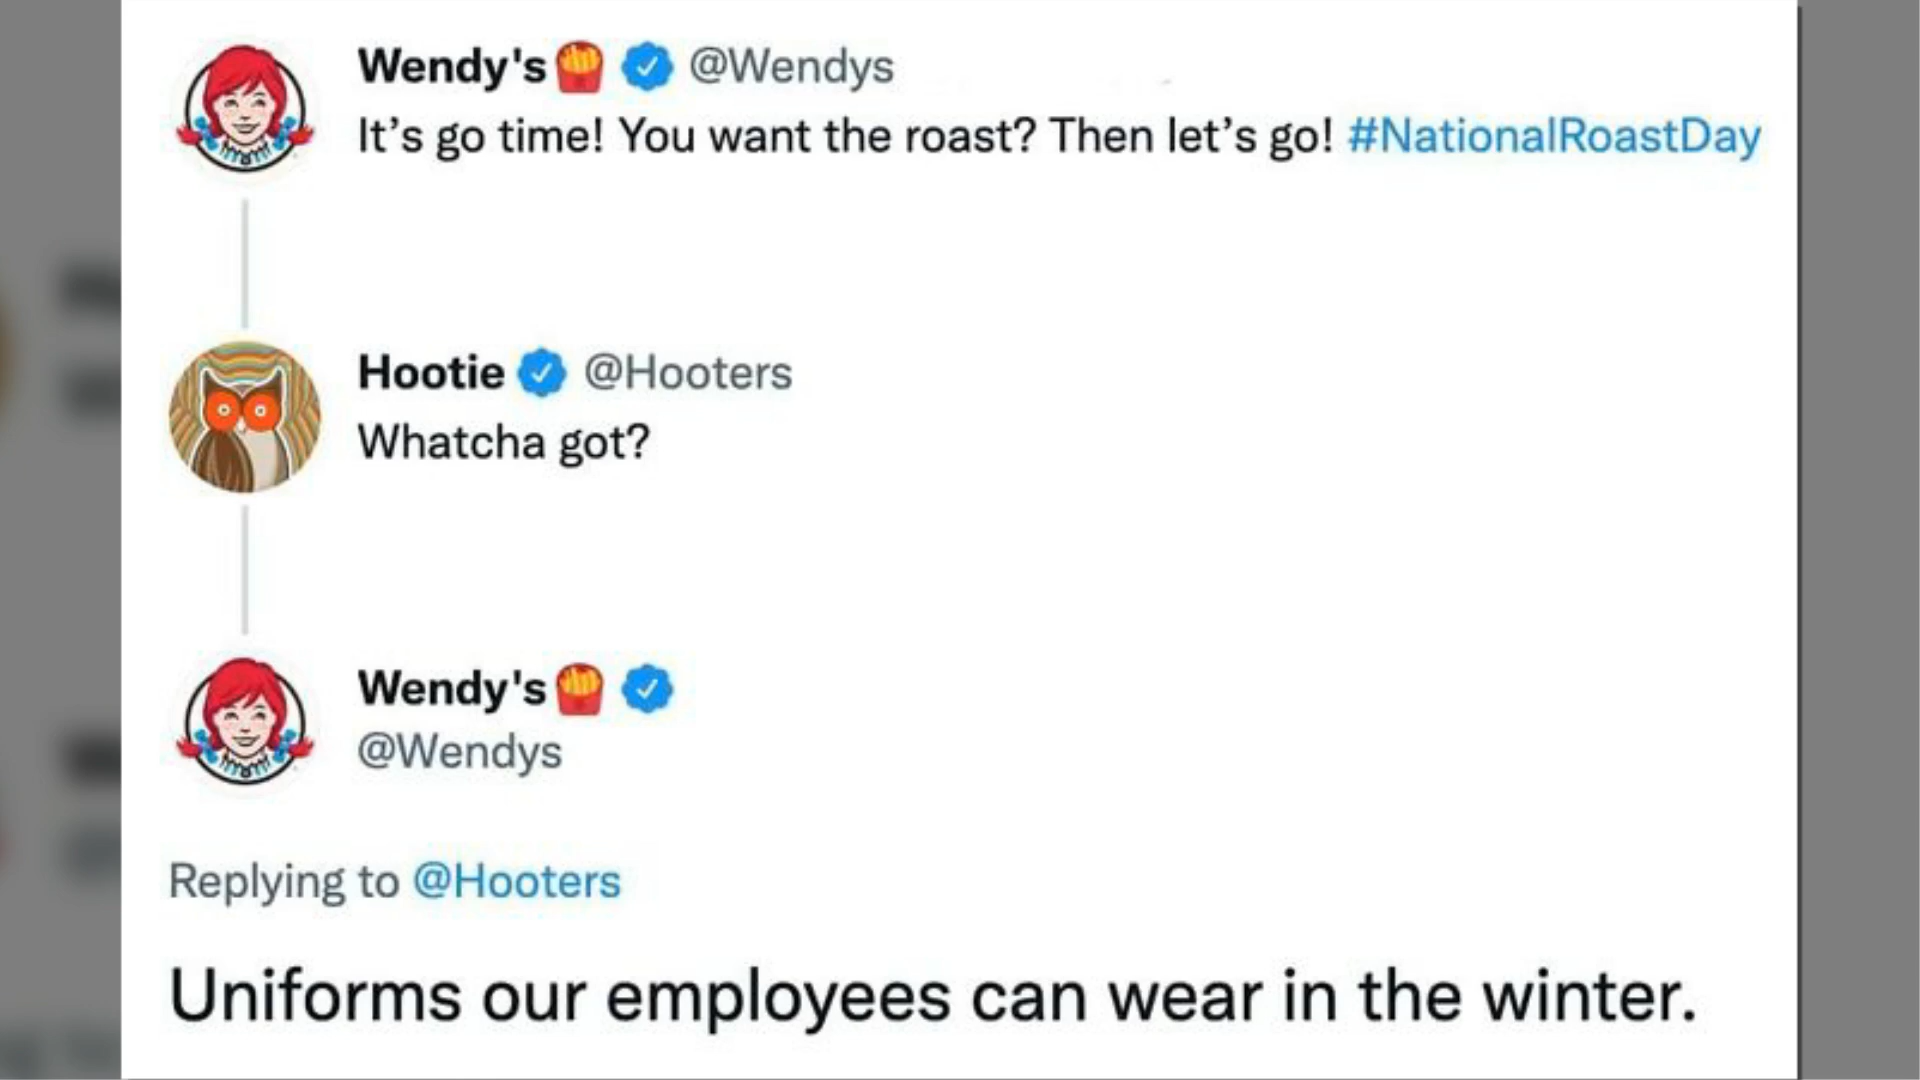 Wendy's🍟 @Wendys
It’s go time! You want the roast? Then let’s go! #NationalRoastDay
Hootie @Hooters
Whatcha got?
Wendy's🍟
@Wendys
Replying to @Hooters
Uniforms our employees can wear in the winter.